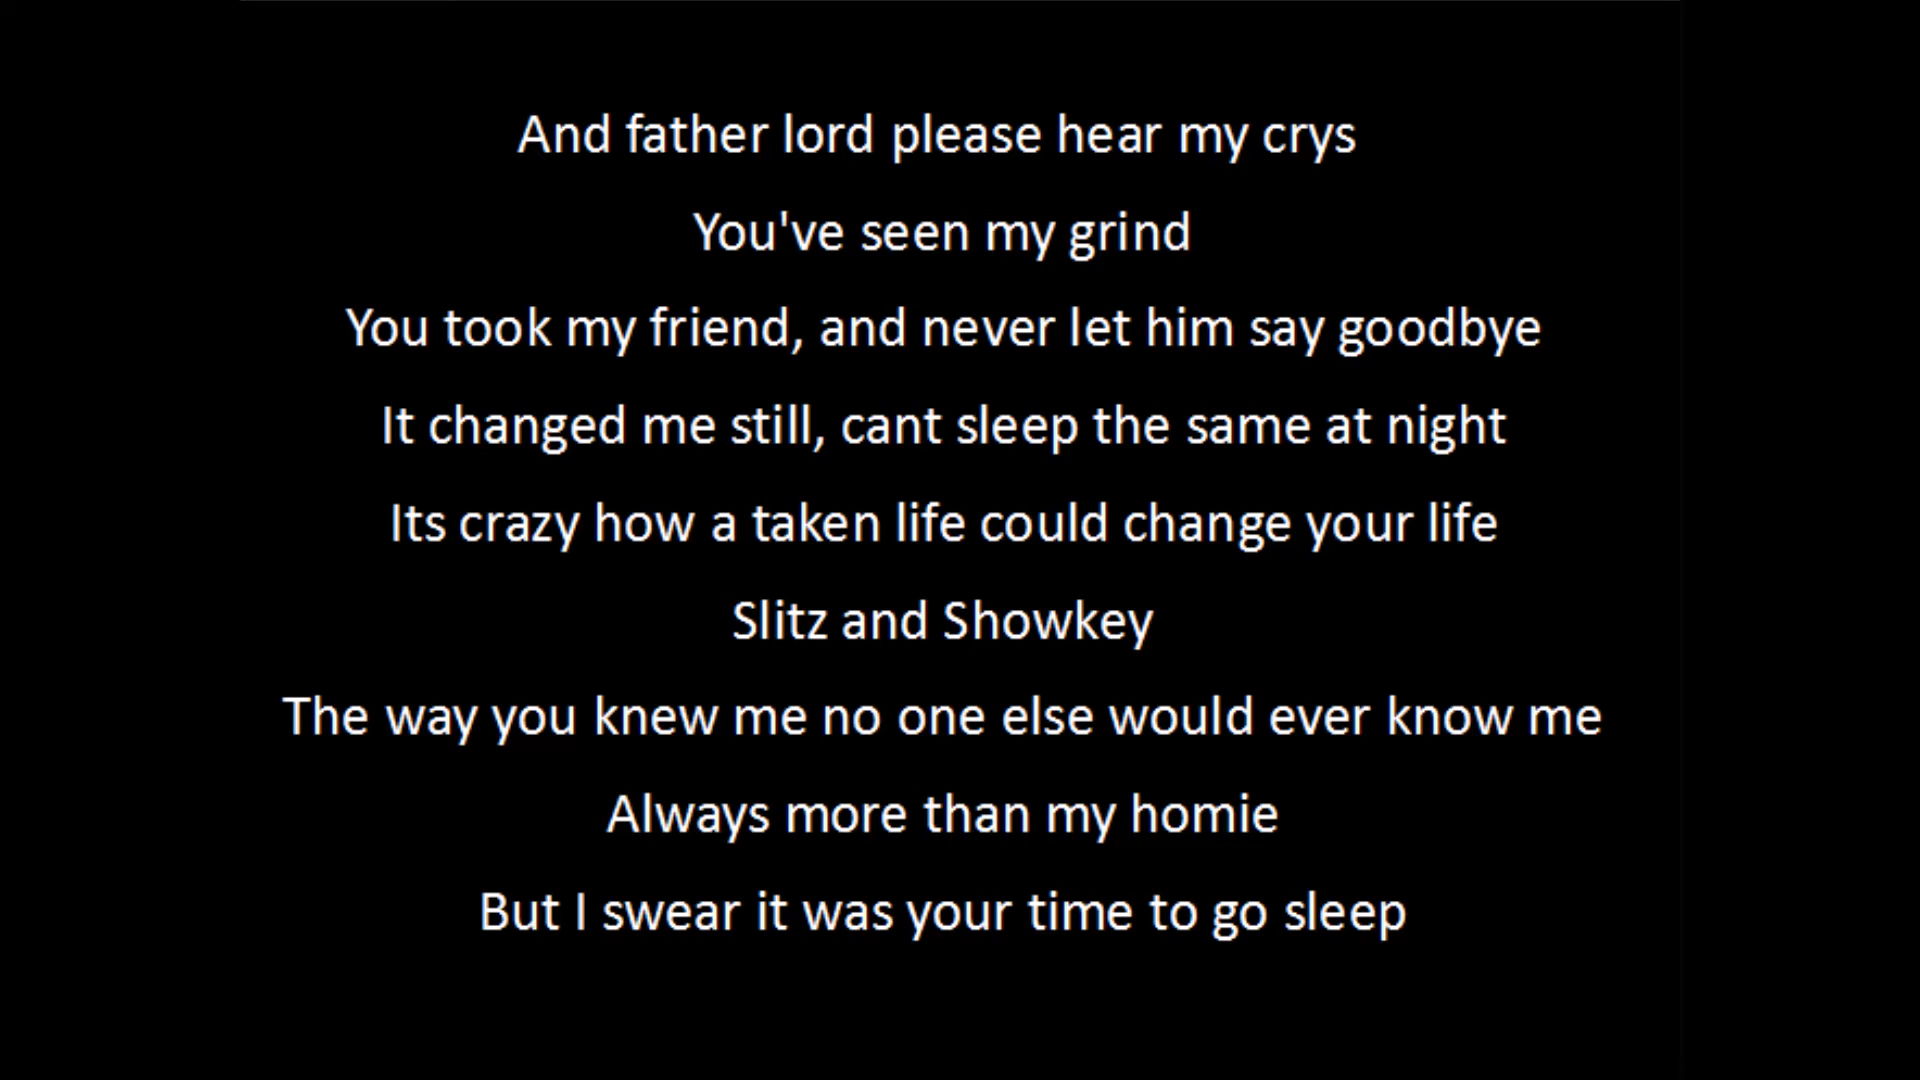 And father lord please hear my crys
You've seen my grind
You took my friend, and never let him say goodbye
It changed me still, cant sleep the same at night
Its crazy how a taken life could change your life
Slitz and Showkey
The way you knew me no one else would ever know me
Always more than my homie
But I swear it was your time to go sleep